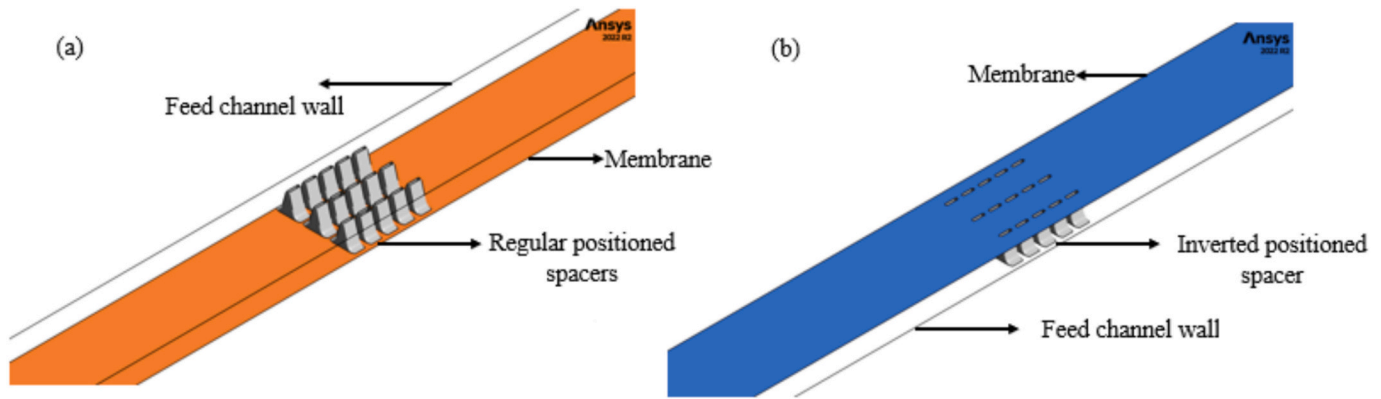 (a)
Ansys
2022 R2
Feed channel wall
Membrane
Regular positioned
spacers
(b)
Ansys
2022 R2
Membrane
Inverted positioned
spacer
Feed channel wall